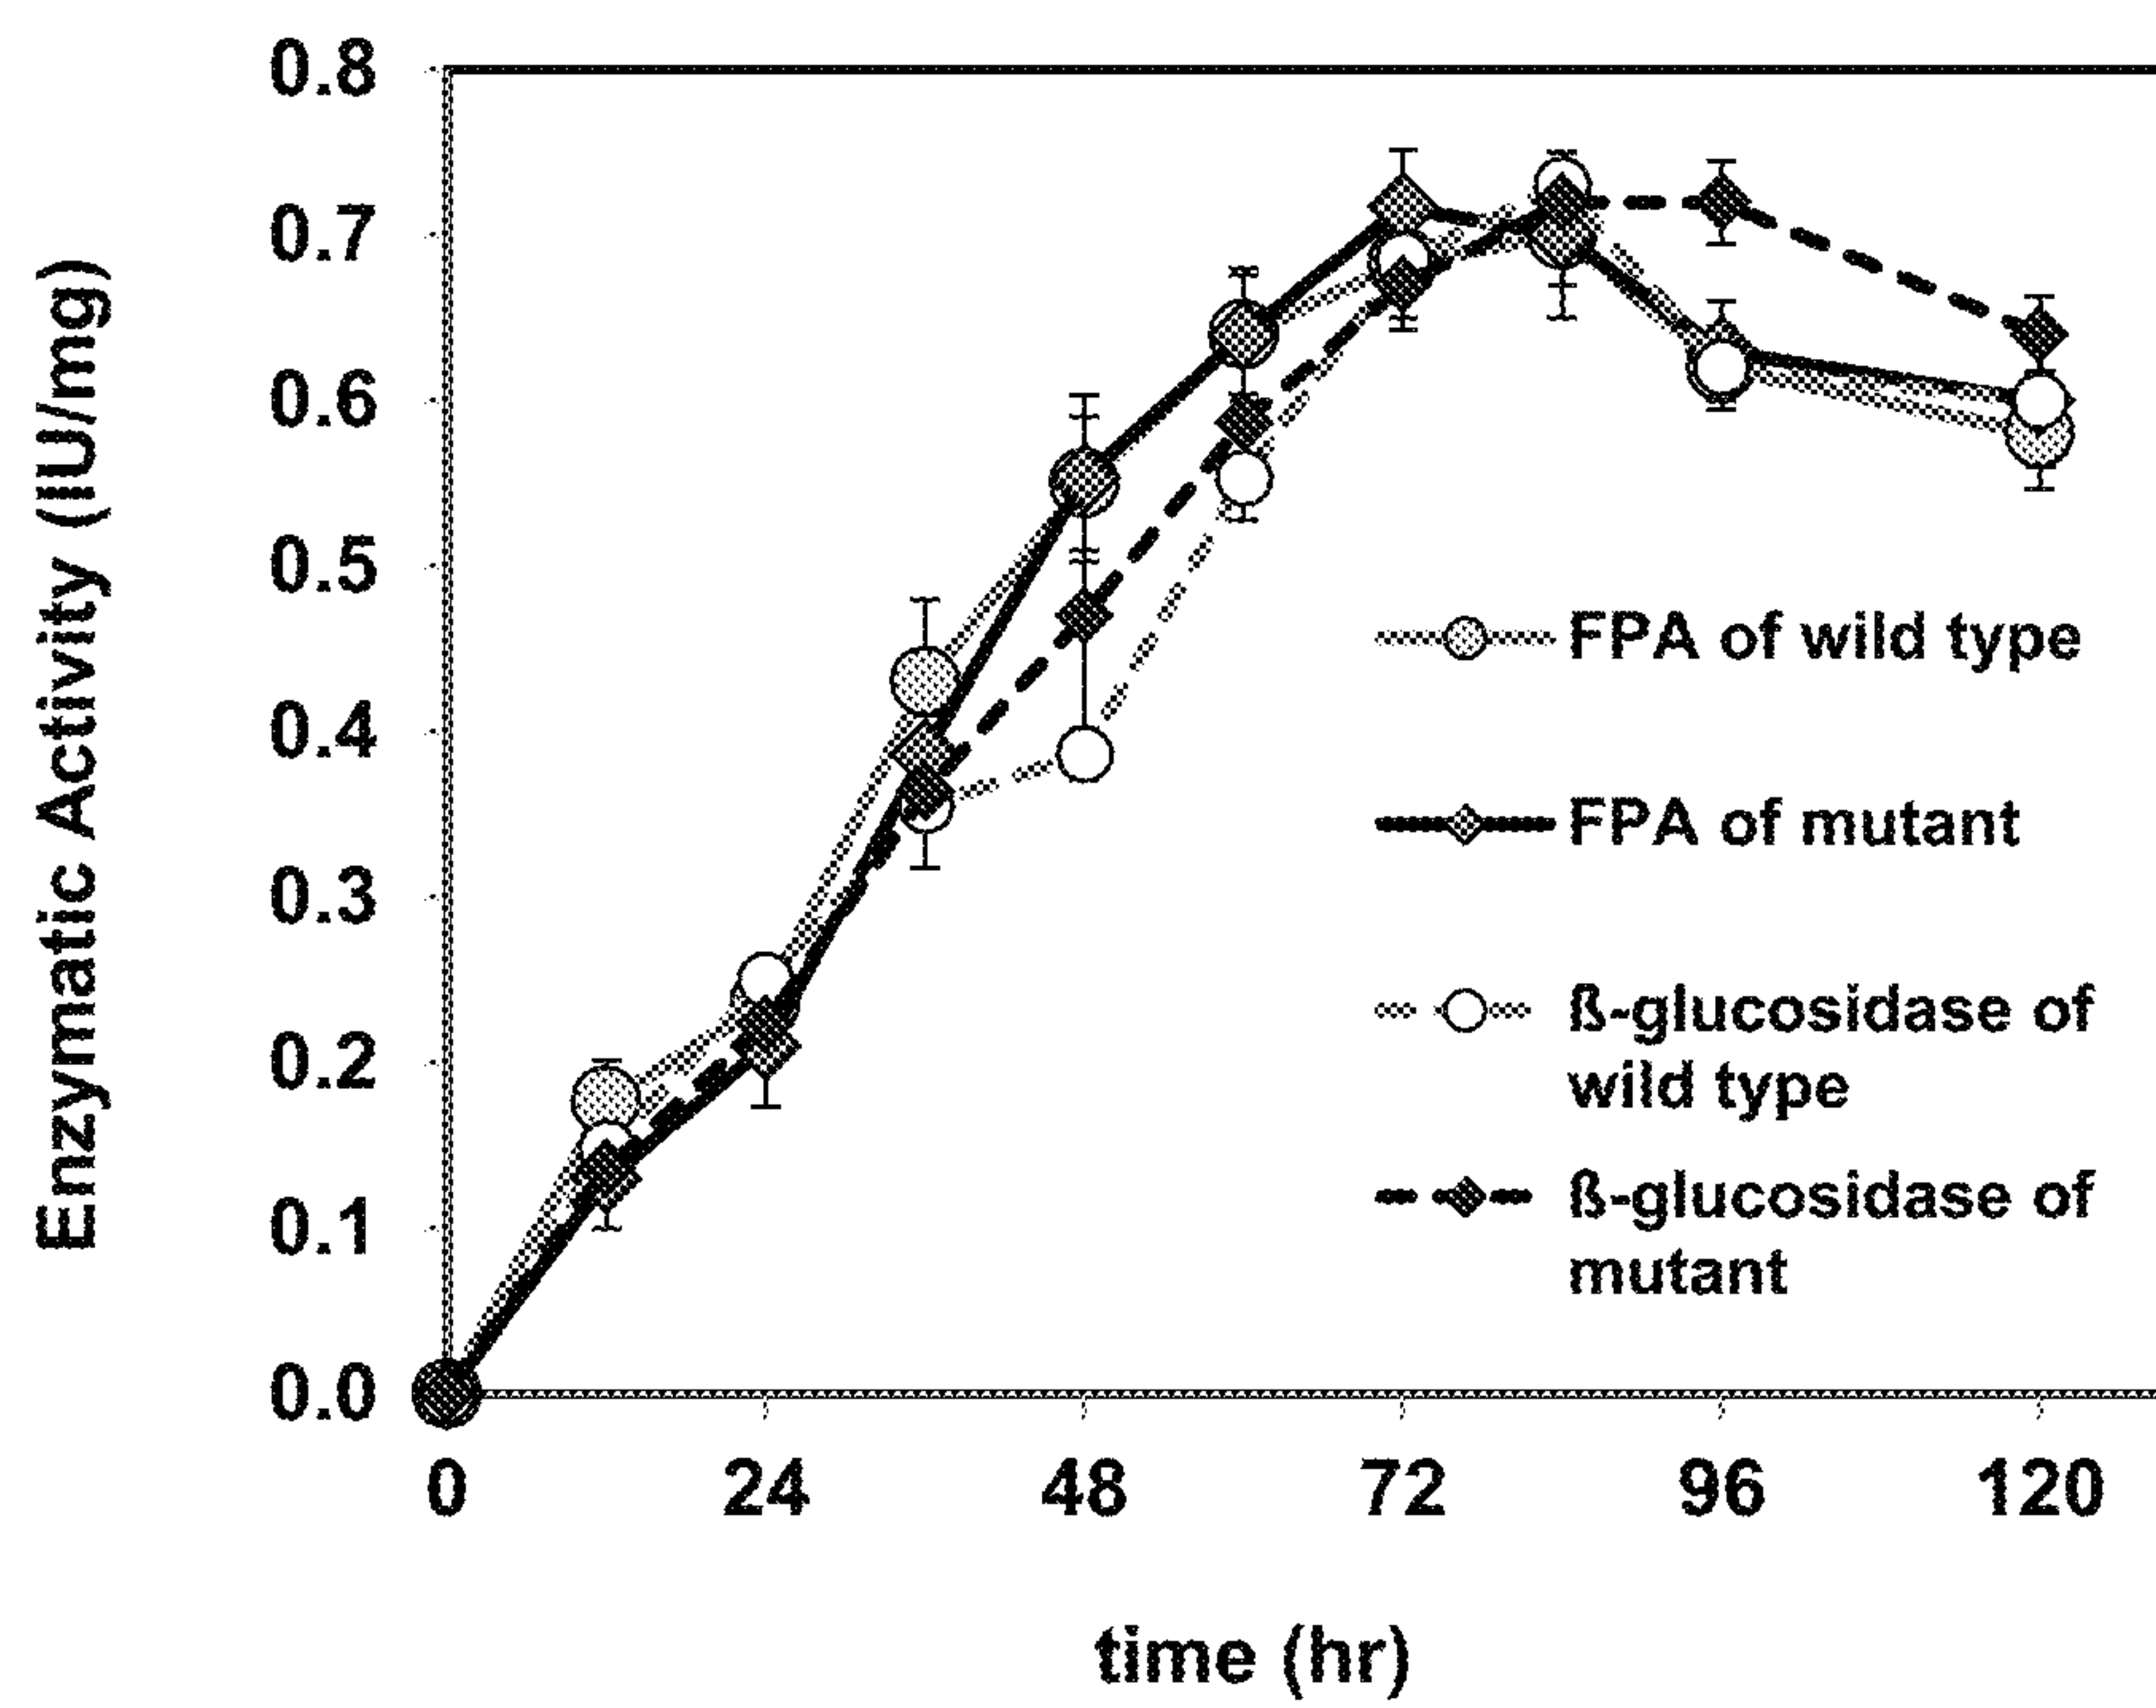 Enzymatic Activity (IU/mg)
0.8
0.7
0.6
0.5
0.4
0.3
0.2
0.1
0.0
0 24 48 72 96 120
time (hr)
FPA of wild type
FPA of mutant
ß-glucosidase of
wild type
ß-glucosidase of
mutant